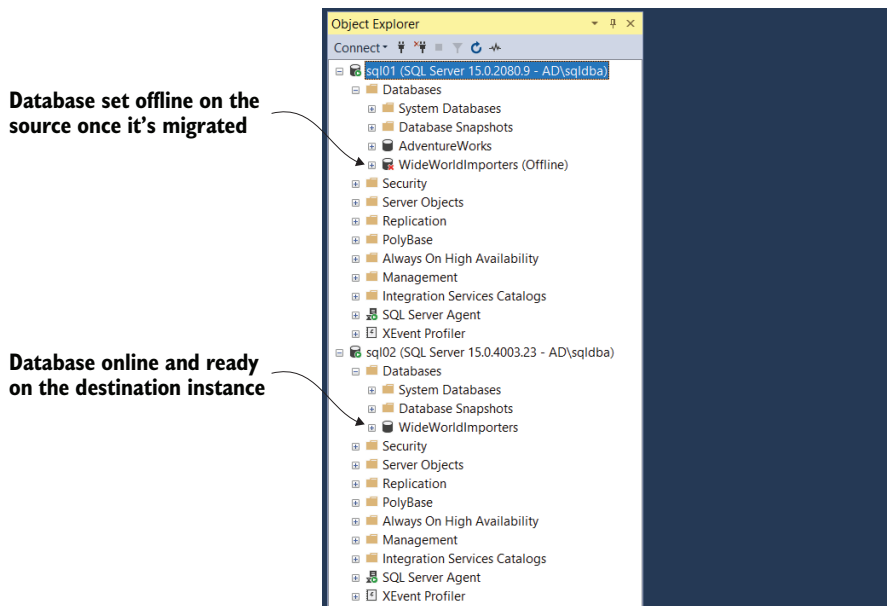 Object Explorer
Connect
sql01 (SQL Server 15.0.2080.9 - AD\sqldba)
Databases
System Databases
Database Snapshots
AdventureWorks
WideWorldImporters (Offline)
Security
Server Objects
Replication
PolyBase
Always On High Availability
Management
Integration Services Catalogs
SQL Server Agent
XEvent Profiler
sql02 (SQL Server 15.0.4003.23 - AD\sqldba)
Databases
System Databases
Database Snapshots
WideWorldImporters
Security
Server Objects
Replication
PolyBase
Always On High Availability
Management
Integration Services Catalogs
SQL Server Agent
XEvent Profiler
Database set offline on the
source once it's migrated
Database online and ready
on the destination instance